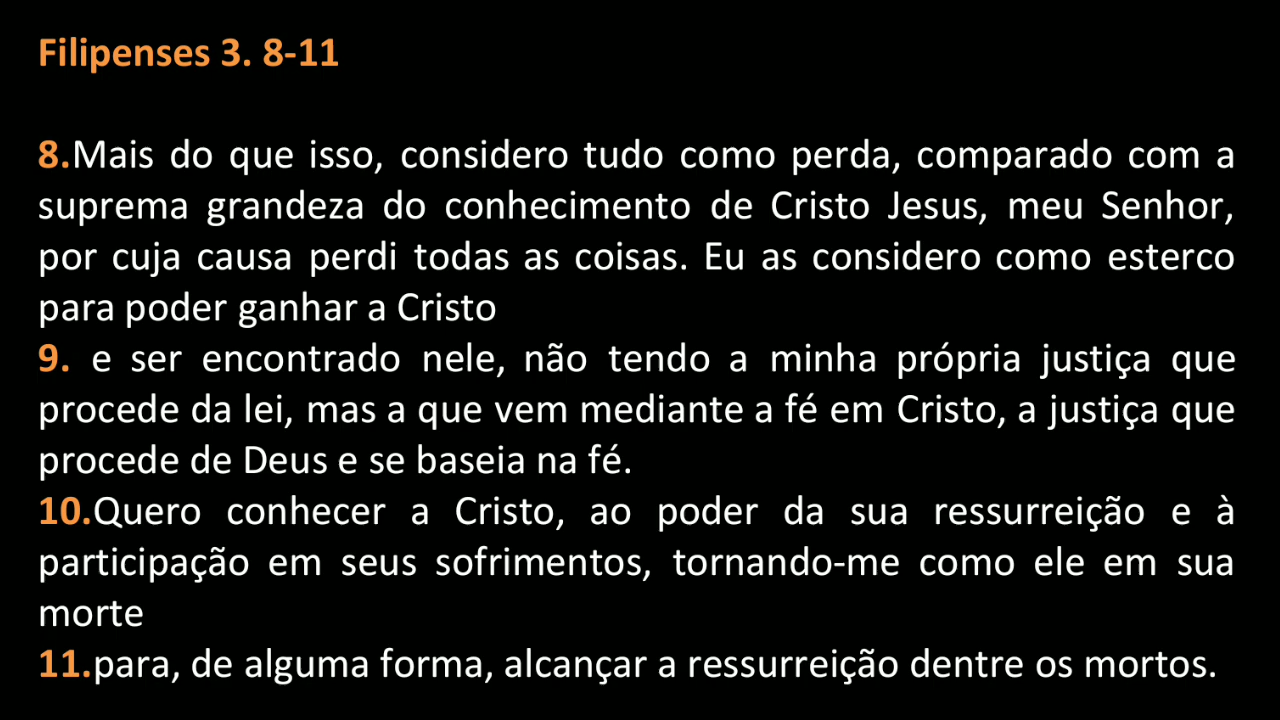 Filipenses 3. 8-11
8.Mais do que isso, considero tudo como perda, comparado com a
suprema grandeza do conhecimento de Cristo Jesus, meu Senhor,
por cuja causa perdi todas as coisas. Eu as considero como esterco
para poder ganhar a Cristo
9. e ser encontrado nele, não tendo a minha própria justiça que
procede da lei, mas a que vem mediante a fé em Cristo, a justiça que
procede de Deus e se baseia na fé.
10.Quero conhecer a Cristo, ao poder da sua ressurreição e à
participação em seus sofrimentos, tornando-me como ele em sua
morte
11.para, de alguma forma, alcançar a ressurreição dentre os mortos.